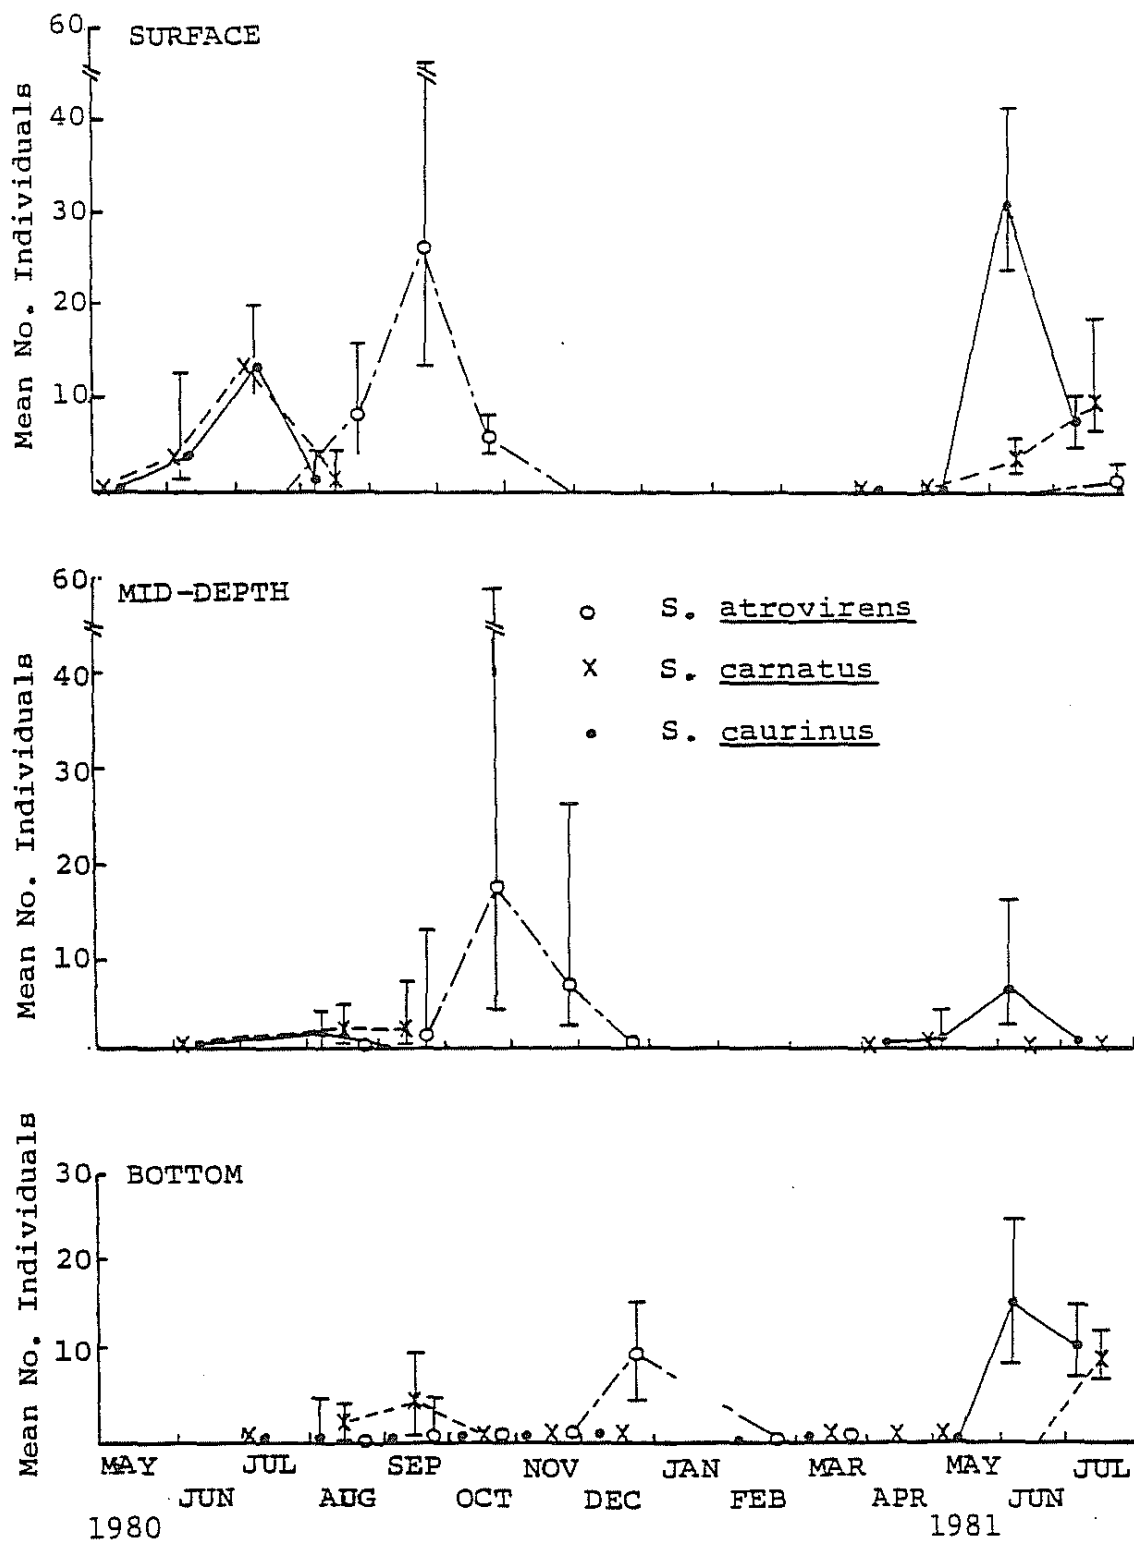 60
SURFACE
40
30
20
10
Mean No. Individuals
60
MID-DEPTH
40
30
20
10
Mean No. Individuals
o S. atrovirens
x S. carnatus
• S. caurinus
30
BOTTOM
20
10
Mean No. Individuals
MAY JUL SEP NOV JAN MAR MAY JUL
JUN AUG OCT DEC FEB APR JUN
1980 1981